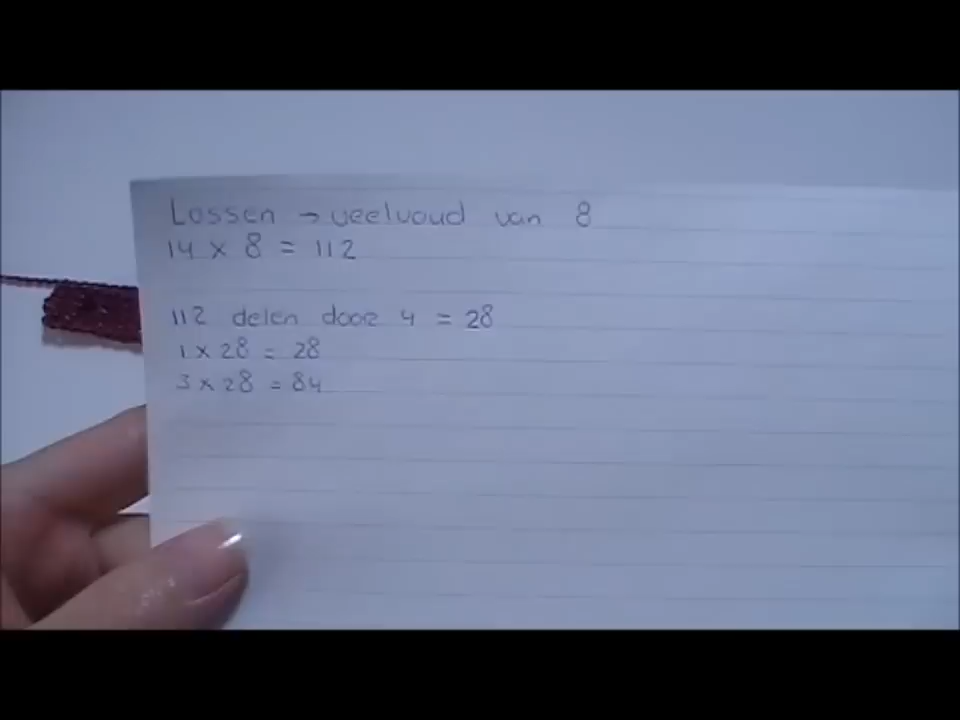 Lossen → veelvoud van 8
14 x 8 = 112
112 delen door 4 = 28
1 x 28 = 28
3 x 28 = 84